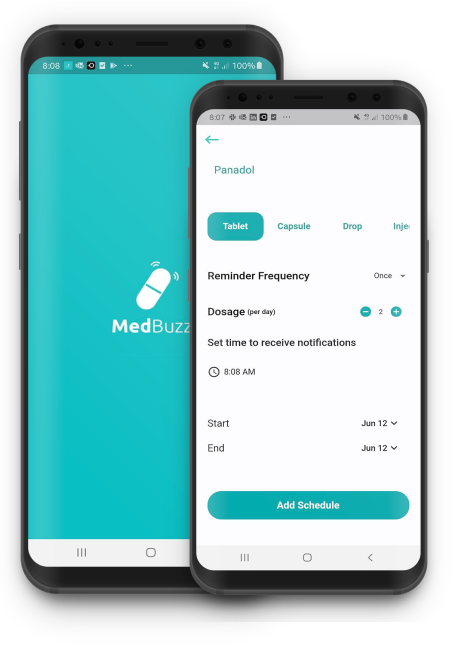 8:08
100%
MedBuzz
8:07
100%
Panadol
Tablet Capsule Drop Inje
Reminder Frequency Once
Dosage (per day) 2
Set time to receive notifications
8:08 AM
Start Jun 12
End Jun 12
Add Schedule